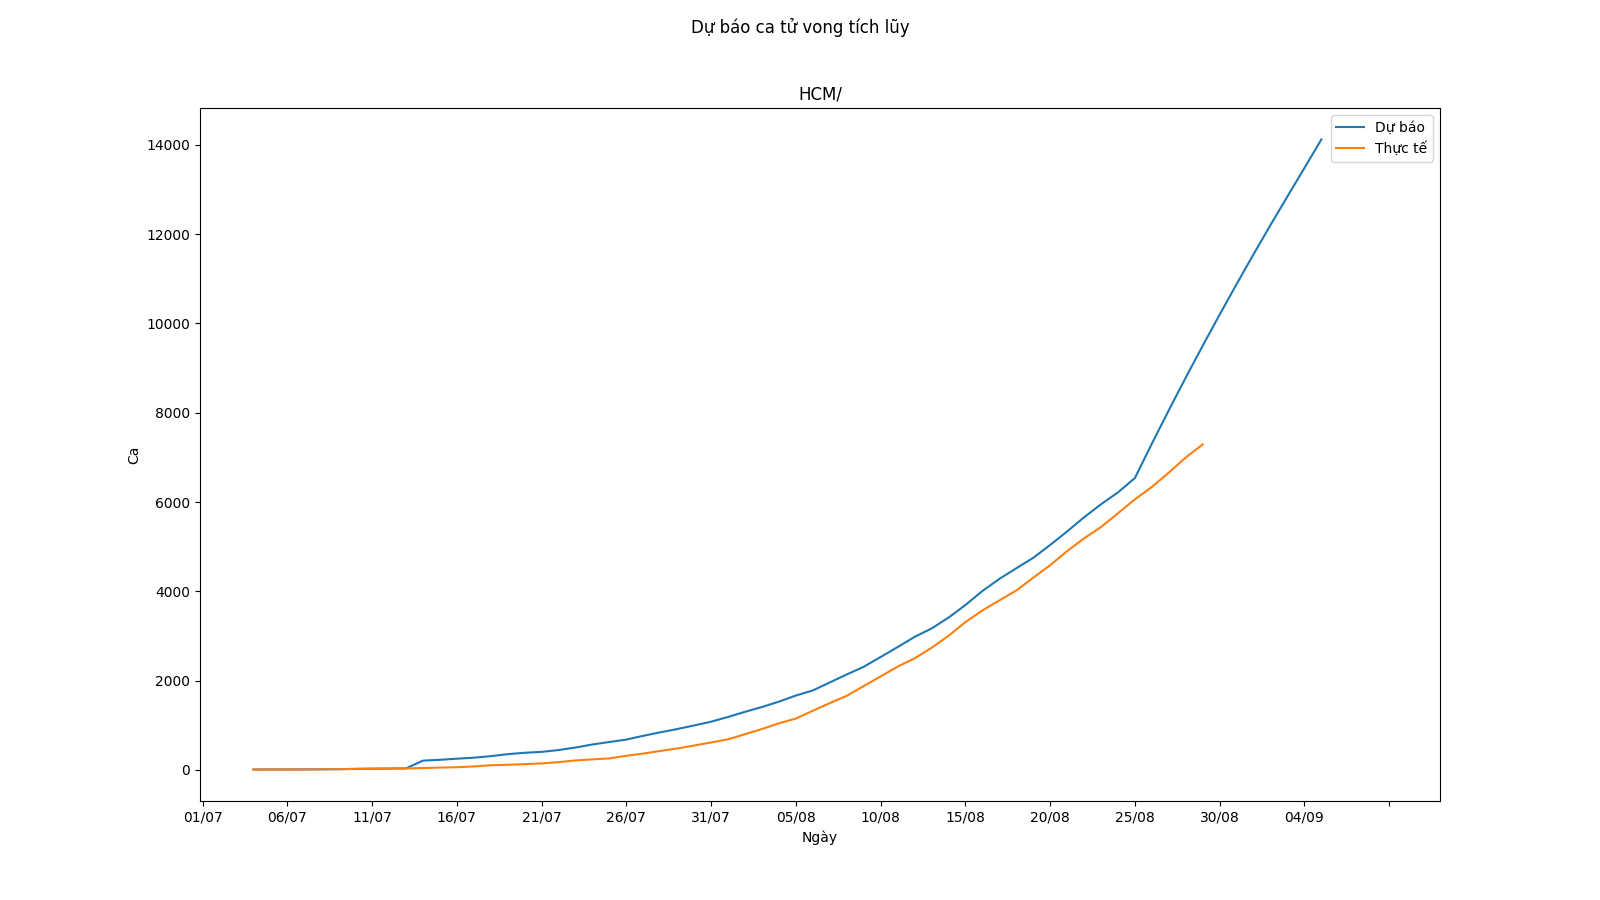 Dự báo ca tử vong tích lũy
HCM/
Dự báo
Thực tế
14000
12000
10000
8000
6000
4000
2000
0
Ca
01/07 06/07 11/07 16/07 21/07 26/07 31/07 05/08 10/08 15/08 20/08 25/08 30/08 04/09
Ngày